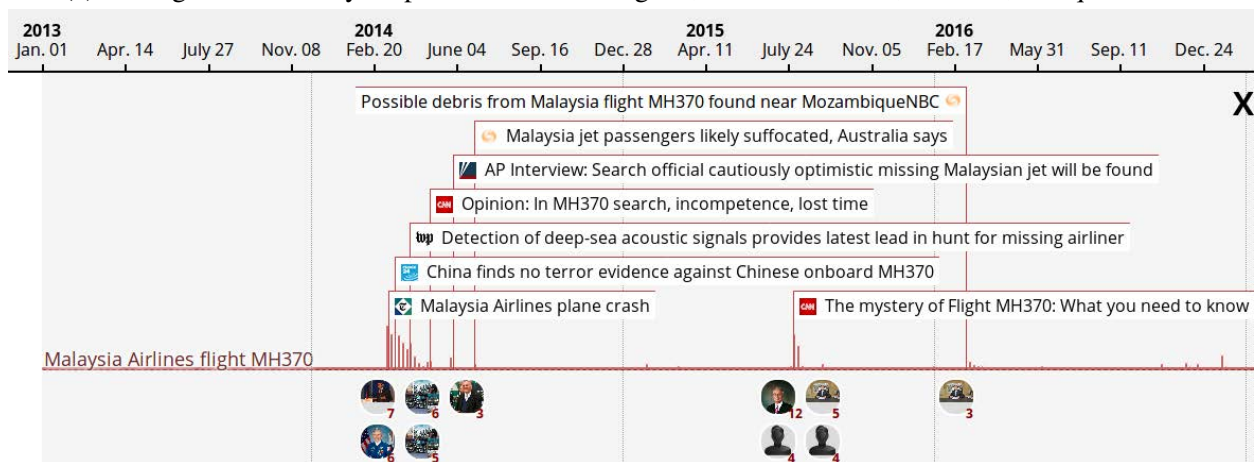 2013 2014 2015 2016
Jan. 01 Apr. 14 July 27 Nov. 08 Feb. 20 June 04 Sep. 16 Dec. 28 Apr. 11 July 24 Nov. 05 Feb. 17 May 31 Sep. 11 Dec. 24
Possible debris from Malaysia flight MH370 found near MozambiqueNBC
X
Malaysia jet passengers likely suffocated, Australia says
AP Interview: Search official cautiously optimistic missing Malaysian jet will be found
CNN Opinion: In MH370 search, incompetence, lost time
wp Detection of deep-sea acoustic signals provides latest lead in hunt for missing airliner
China finds no terror evidence against Chinese onboard MH370
Malaysia Airlines plane crash
CNN The mystery of Flight MH370: What you need to know
Malaysia Airlines flight MH370
7 6 3 12 5 3
6 5 4 4